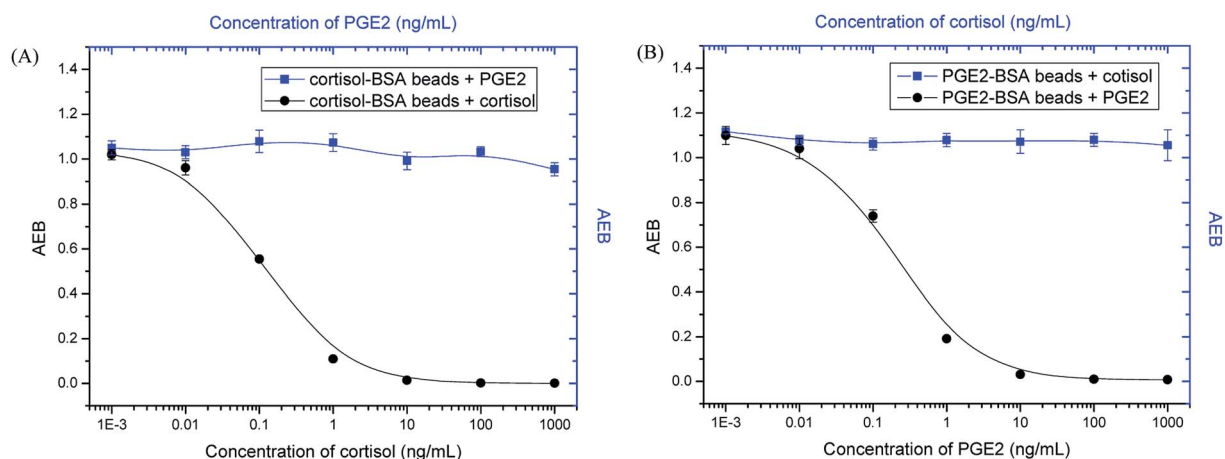 Concentration of PGE2 (ng/mL)
(A)
1.4
1.2
1.0
0.8
0.6
0.4
0.2
0.0
AEB
cortisol-BSA beads + PGE2
cortisol-BSA beads + cortisol
AEB
1E-3 0.01 0.1 1 10 100 1000
Concentration of cortisol (ng/mL)
Concentration of cortisol (ng/mL)
(B)
1.4
1.2
1.0
0.8
0.6
0.4
0.2
0.0
AEB
PGE2-BSA beads + cotisol
PGE2-BSA beads + PGE2
AEB
1E-3 0.01 0.1 1 10 100 1000
Concentration of PGE2 (ng/mL)